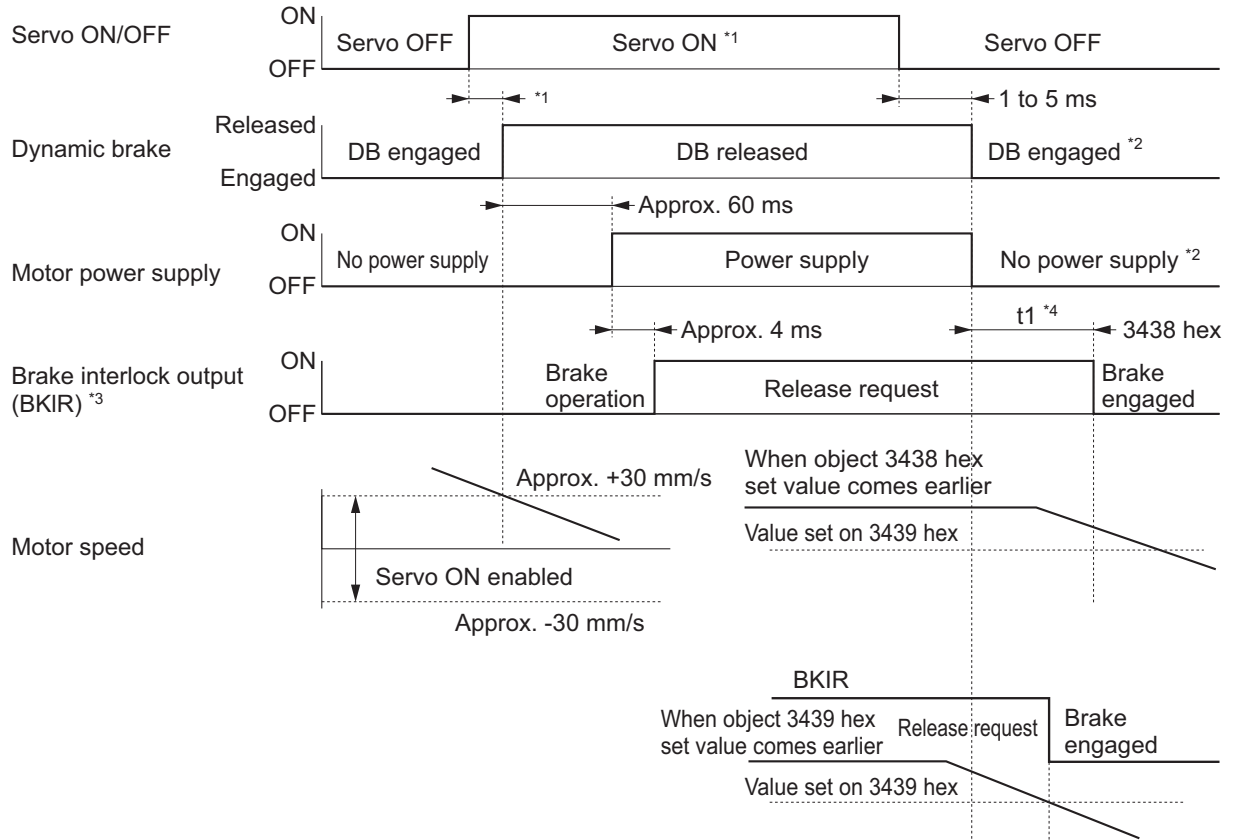 Servo ON/OFF
ON
OFF
Servo OFF
Servo ON *1
Servo OFF
*1
1 to 5 ms
Dynamic brake
Released
Engaged
DB engaged
DB released
DB engaged *2
Approx. 60 ms
Motor power supply
ON
OFF
No power supply
Power supply
No power supply *2
Approx. 4 ms
t1 *4
3438 hex
Brake interlock output
(BKIR) *3
ON
OFF
Brake
operation
Release request
Brake
engaged
Motor speed
Approx. +30 mm/s
Servo ON enabled
Approx. -30 mm/s
When object 3438 hex
set value comes earlier
Value set on 3439 hex
BKIR
When object 3439 hex
set value comes earlier
Release request
Brake
engaged
Value set on 3439 hex